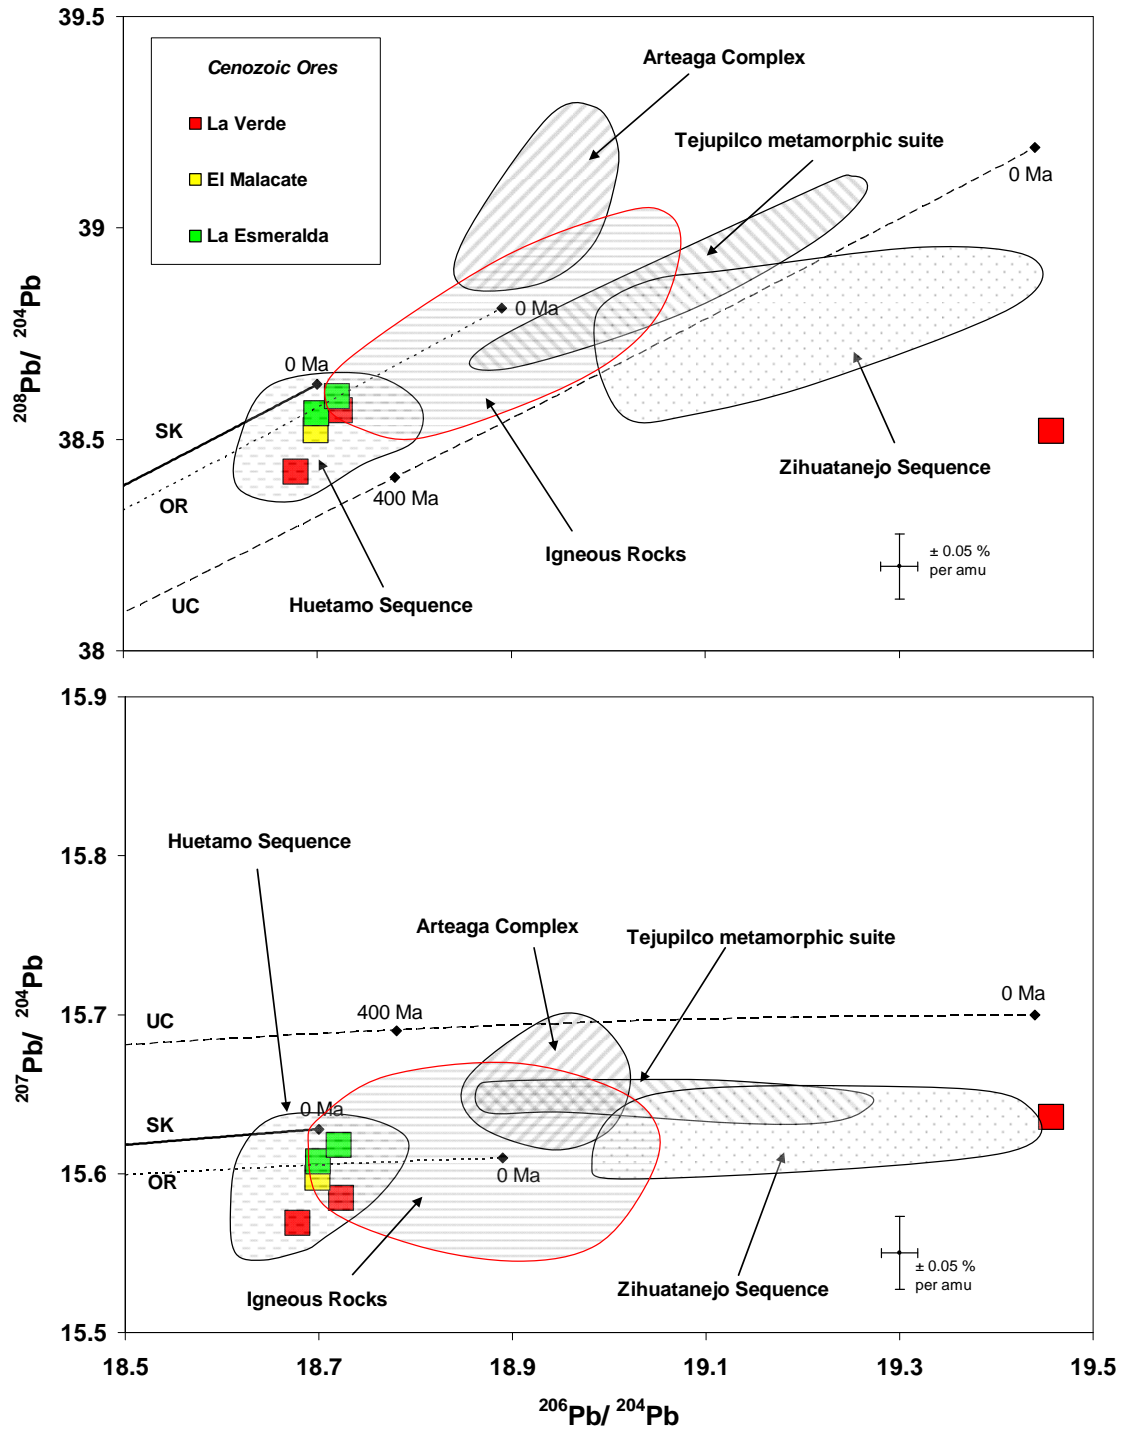 39.5
Cenozoic Ores
La Verde
El Malacate
La Esmeralda
Arteaga Complex
Tejupilco metamorphic suite
0 Ma
39
0 Ma
0 Ma
208Pb/ 204Pb
SK
38.5
OR
400 Ma
Zihuatanejo Sequence
Igneous Rocks
± 0.05 %
per amu
UC
Huetamo Sequence
38
15.9
Huetamo Sequence
15.8
Arteaga Complex
Tejupilco metamorphic suite
207Pb/ 204Pb
15.7
UC
400 Ma
0 Ma
SK
0 Ma
15.6
OR
0 Ma
± 0.05 %
per amu
Igneous Rocks
Zihuatanejo Sequence
15.5
18.5 18.7 18.9 19.1 19.3 19.5
206Pb/ 204Pb